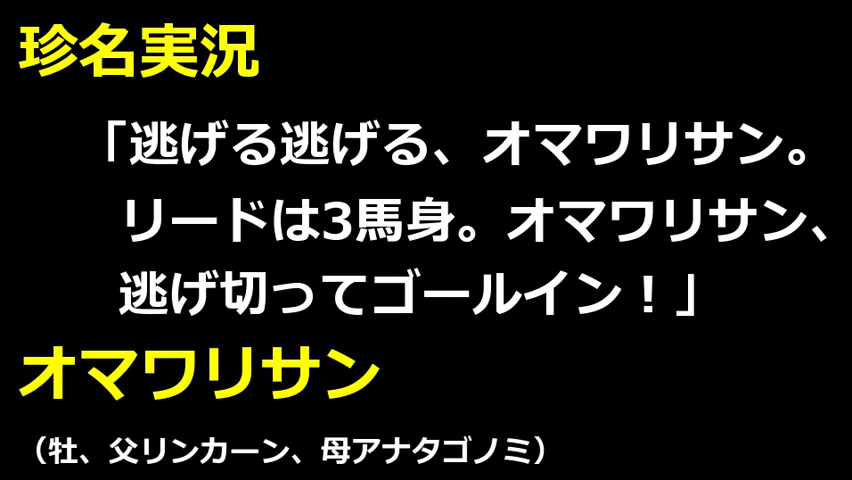 珍名実況
「逃げる逃げる、オマワリサン。
リードは3馬身。オマワリサン、
逃げ切ってゴールイン！」
オマワリサン
（牡、父リンカーン、母アナタゴノミ）